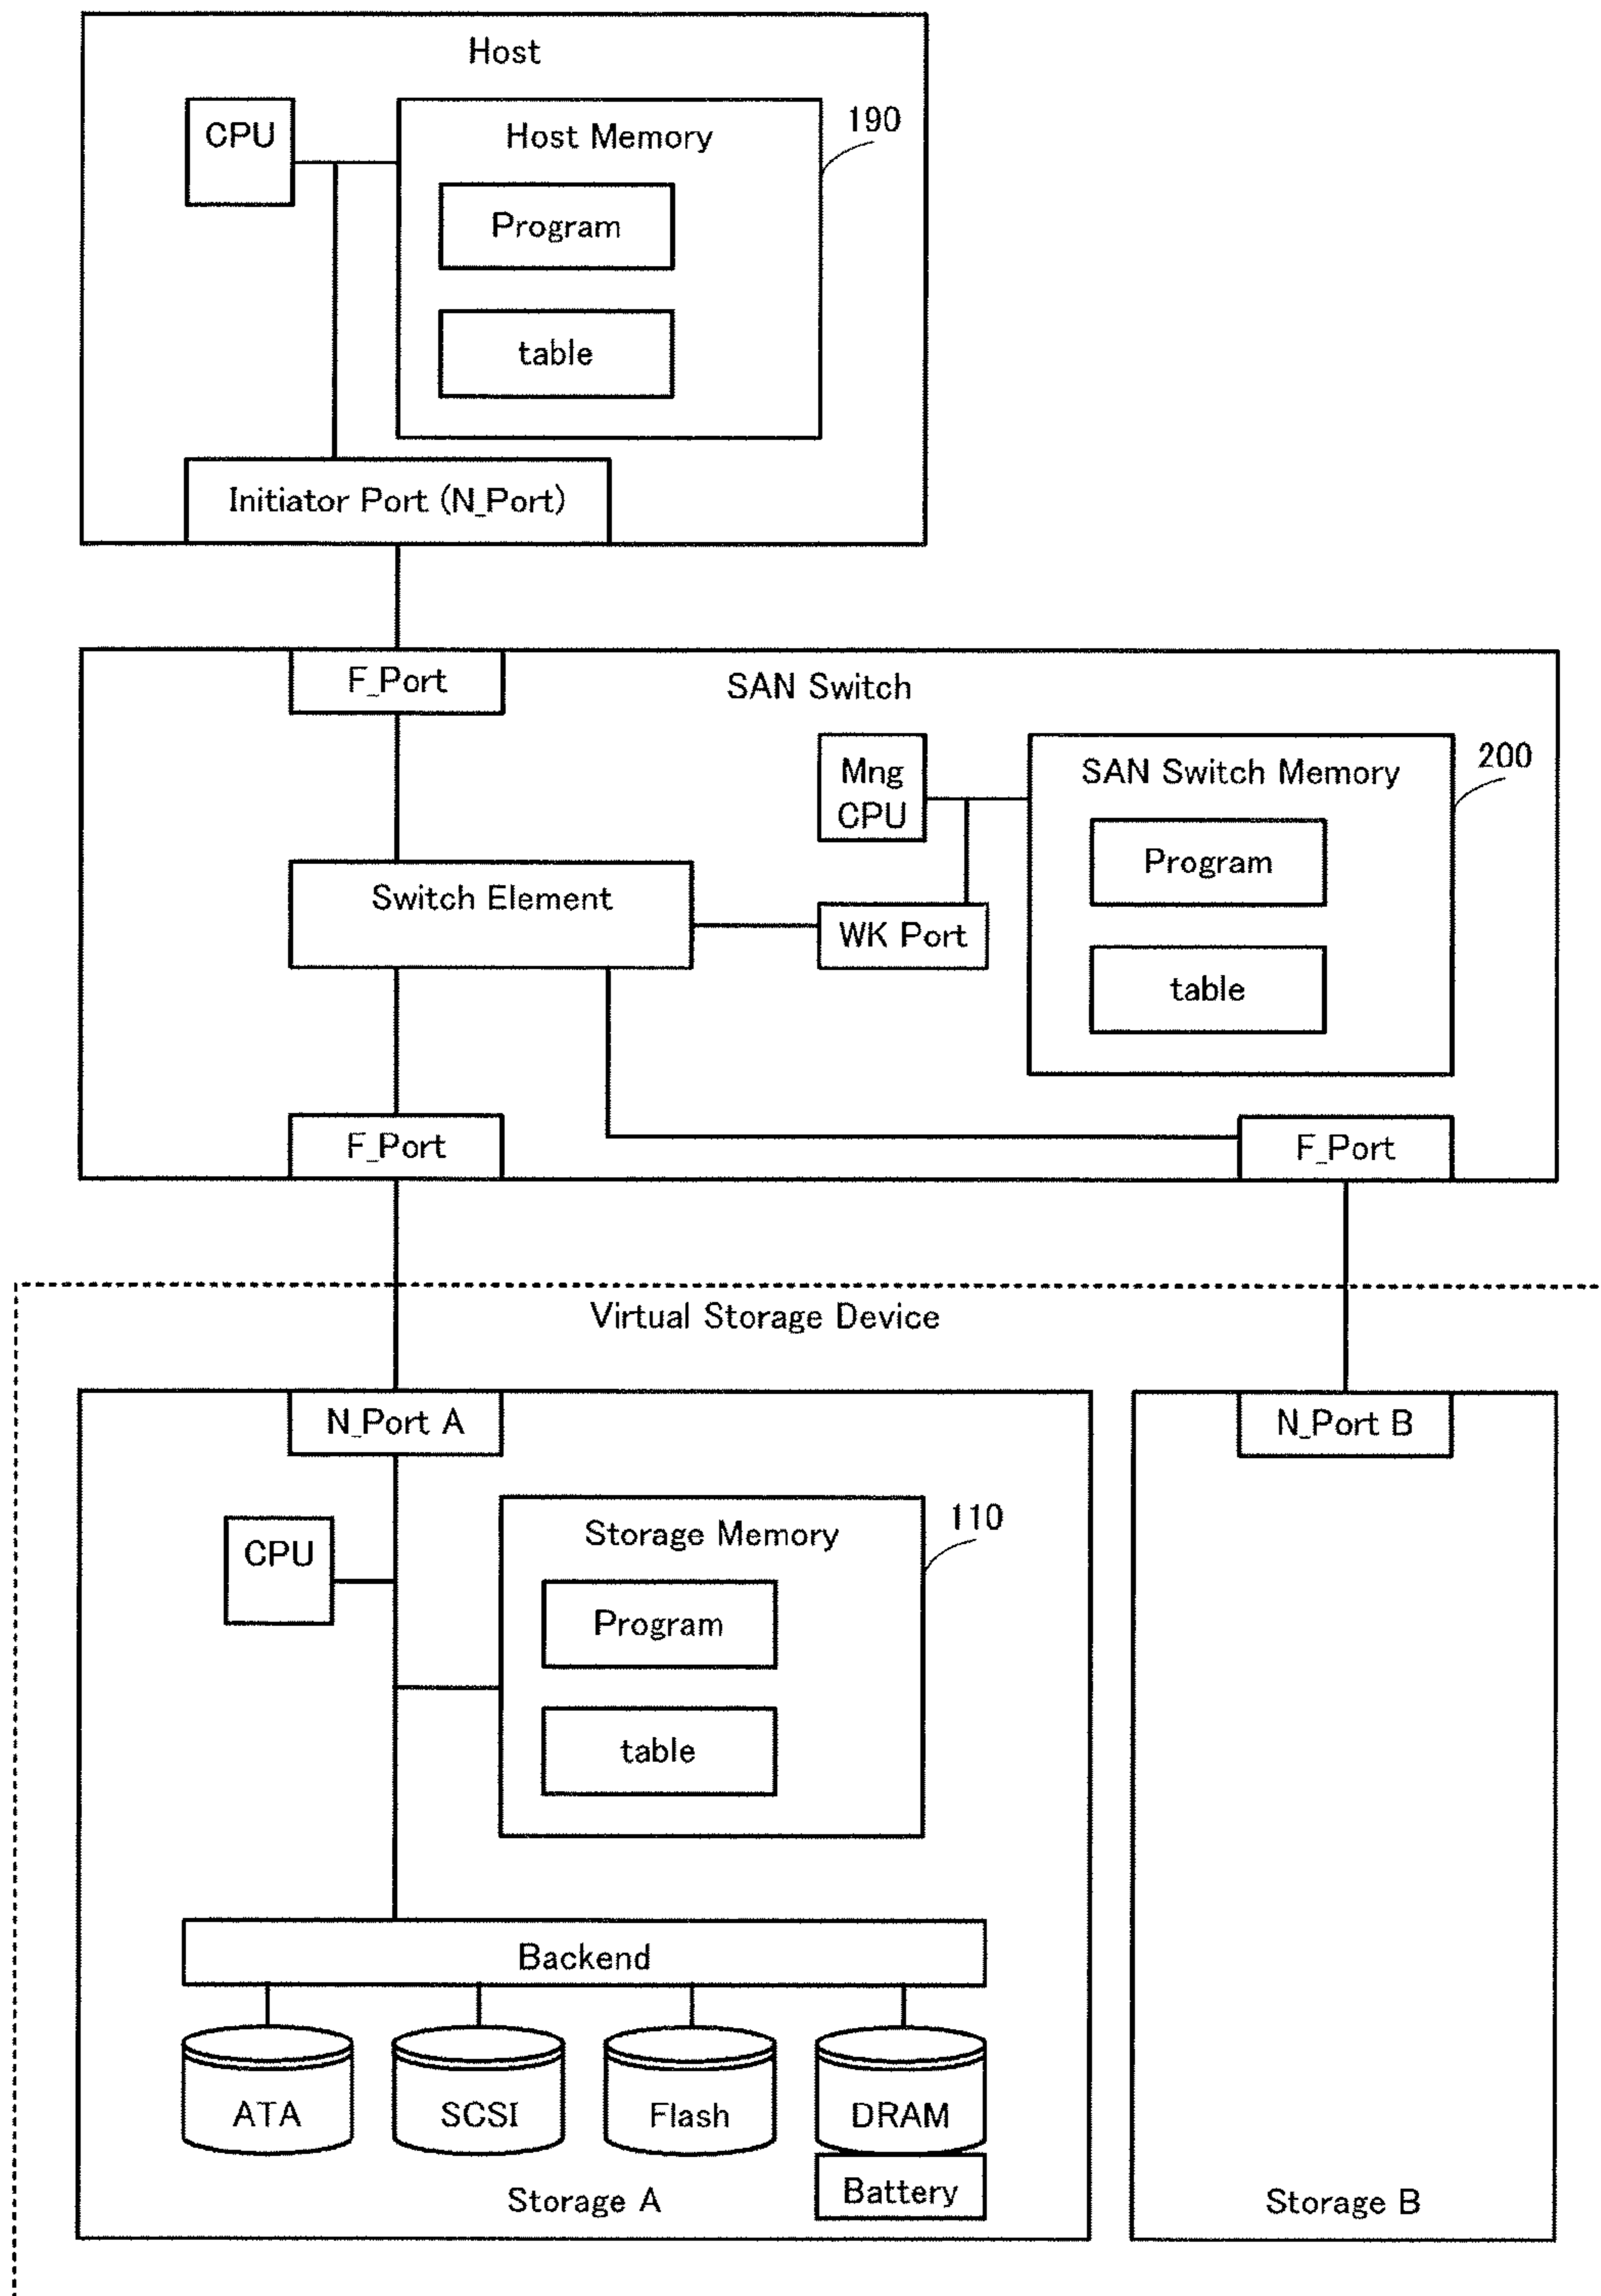 Host
CPU
Host Memory
190
Program
table
Initiator Port (N_Port)
F_Port
SAN Switch
Mng
CPU
SAN Switch Memory
200
Program
Switch Element
WK Port
table
F_Port
F_Port
Virtual Storage Device
N_Port A
N_Port B
CPU
Storage Memory
110
Program
table
Backend
ATA
SCSI
Flash
DRAM
Battery
Storage A
Storage B